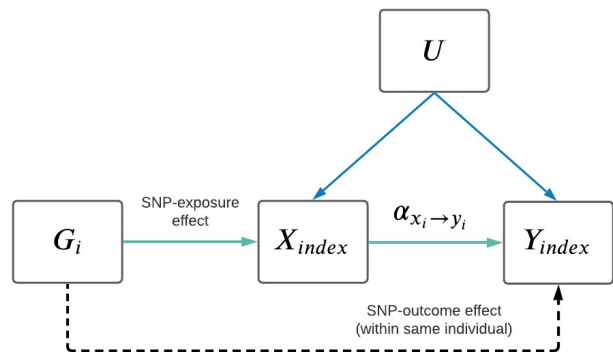 U
SNP-exposure
effect
G_i
X_index
α_{x_i→y_i}
Y_index
SNP-outcome effect
(within same individual)